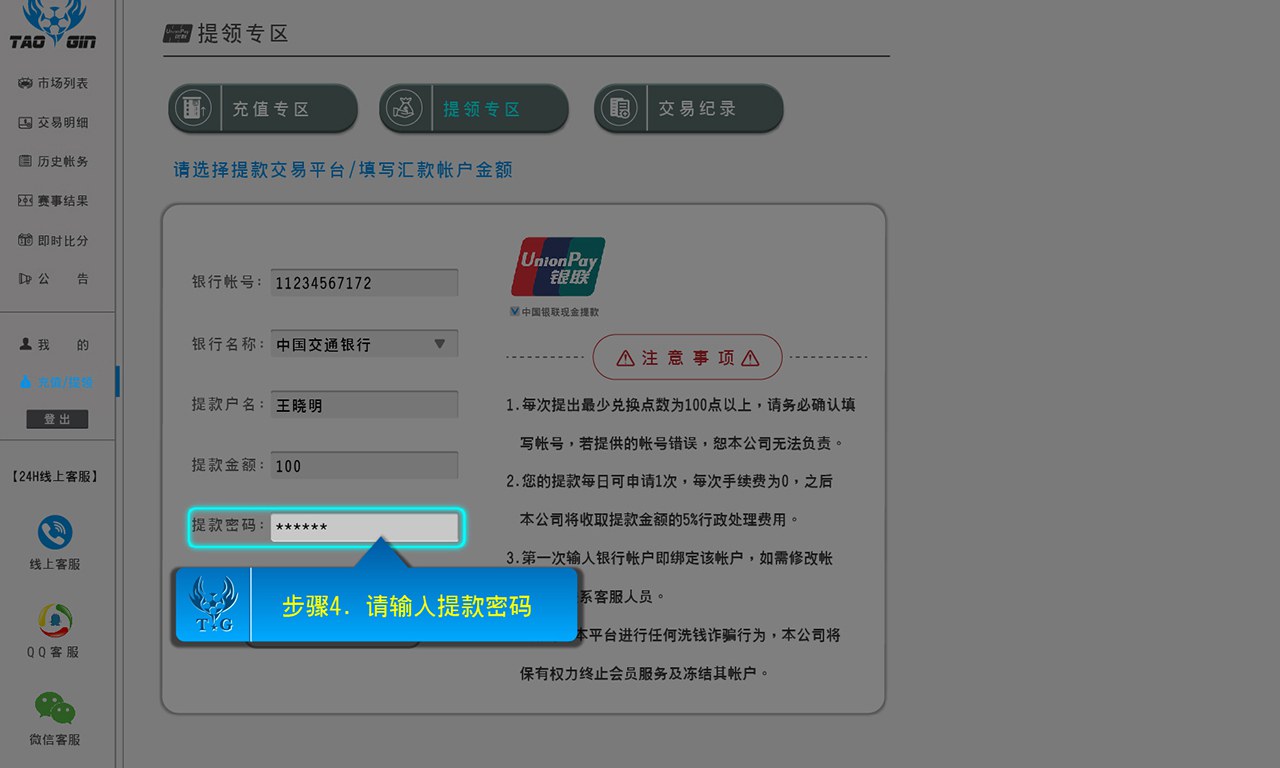 TAO GIN
市场列表
交易明细
历史帐务
赛事结果
即时比分
公 告
我 的
充值/提领
登出
【24H线上客服】
线上客服
QQ客服
微信客服
UnionPay
提领专区
充值专区
提领专区
交易纪录
请选择提款交易平台/填写汇款帐户金额
银行帐号: 11234567172
银行名称: 中国交通银行
提款户名: 王晓明
提款金额: 100
提款密码: ******
步骤4. 请输入提款密码
T G
UnionPay
银联
中国银联现金提款
注意事项
1.每次提出最少兑换点数为100点以上，请务必确认填
写帐号，若提供的帐号错误，恕本公司无法负责。
2.您的提款每日可申请1次，每次手续费为0，之后
本公司将收取提款金额的5%行政处理费用。
3.第一次输人银行帐户即绑定该帐户，如需修改帐
系客服人员。
本平台进行任何洗钱诈骗行为，本公司将
保有权力终止会员服务及冻结其帐户。